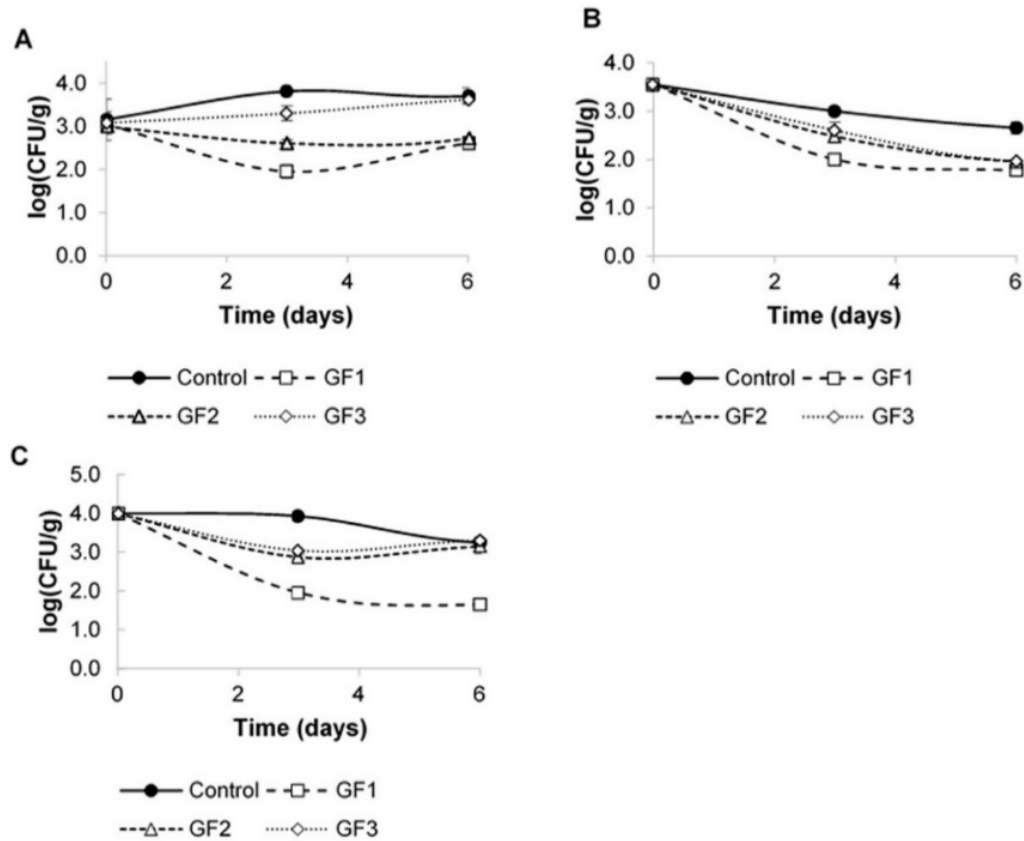 A
log(CFU/g)
4.0
3.0
2.0
1.0
0.0
0 2 4 6
Time (days)
Control GF1
GF2 GF3
B
log(CFU/g)
4.0
3.0
2.0
1.0
0.0
0 2 4 6
Time (days)
Control GF1
GF2 GF3
C
log(CFU/g)
5.0
4.0
3.0
2.0
1.0
0.0
0 2 4 6
Time (days)
Control GF1
GF2 GF3